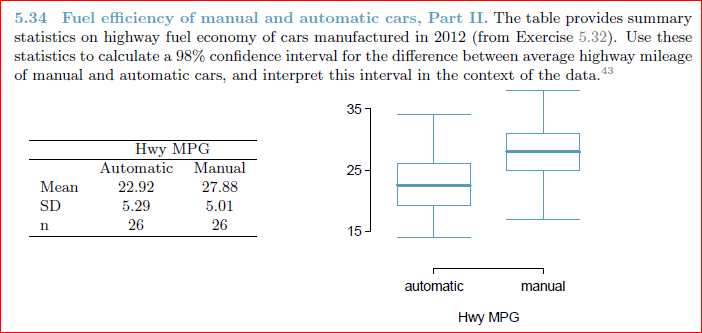 5.34 Fuel efficiency of manual and automatic cars, Part II. The table provides summary
statistics on highway fuel economy of cars manufactured in 2012 (from Exercise 5.32). Use these
statistics to calculate a 98% confidence interval for the difference between average highway mileage
of manual and automatic cars, and interpret this interval in the context of the data.43
Hwy MPG
Automatic Manual
Mean 22.92 27.88
SD 5.29 5.01
n 26 26
35
25
15
automatic manual
Hwy MPG